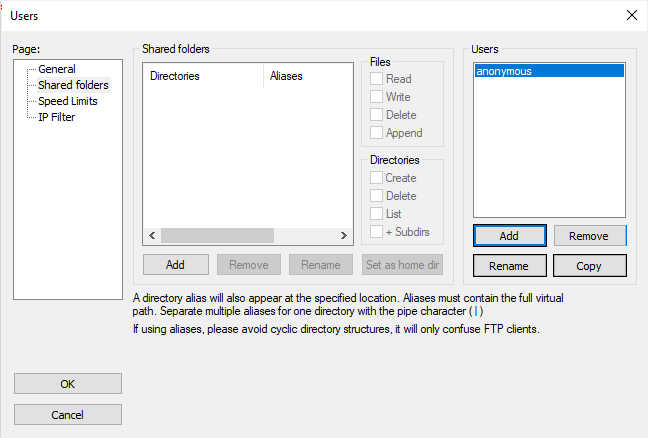 Users
Page:
General
Shared folders
Speed Limits
IP Filter
Shared folders
Directories
Aliases
Files
Read
Write
Delete
Append
Directories
Create
Delete
List
+ Subdirs
Add
Remove
Rename
Set as home dir
Users
anonymous
Add
Remove
Rename
Copy
A directory alias will also appear at the specified location. Aliases must contain the full virtual
path. Separate multiple aliases for one directory with the pipe character (|)
If using aliases, please avoid cyclic directory structures, it will only confuse FTP clients.
OK
Cancel